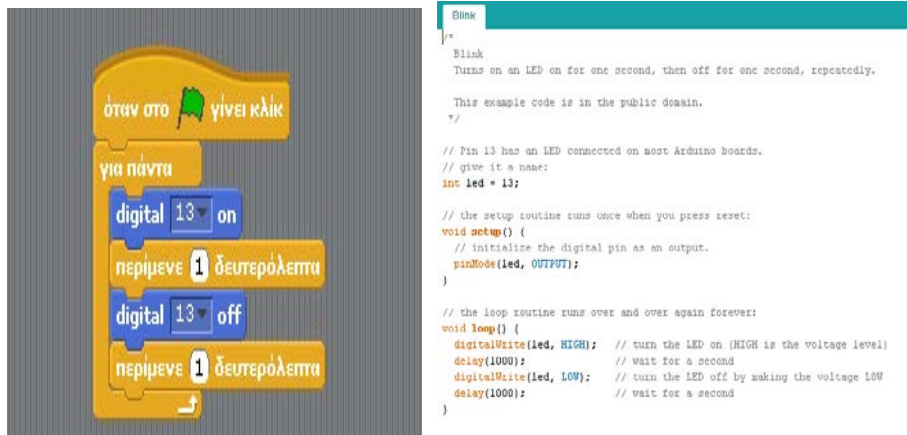 όταν στο γίνει κλικ
για πάντα
digital 13 on
περίμενε 1 δευτερόλεπτα
digital 13 off
περίμενε 1 δευτερόλεπτα
Blink
/*
Blink
Turns on an LED on for one second, then off for one second, repeatedly.
This example code is in the public domain.
*/
// Pin 13 has an LED connected on most Arduino boards.
// give it a name:
int led = 13;
// the setup routine runs once when you press reset:
void setup() {
// initialize the digital pin as an output.
pinMode(led, OUTPUT);
}
// the loop routine runs over and over again forever:
void loop() {
digitalWrite(led, HIGH); // turn the LED on (HIGH is the voltage level)
delay(1000); // wait for a second
digitalWrite(led, LOW); // turn the LED off by making the voltage LOW
delay(1000); // wait for a second
}